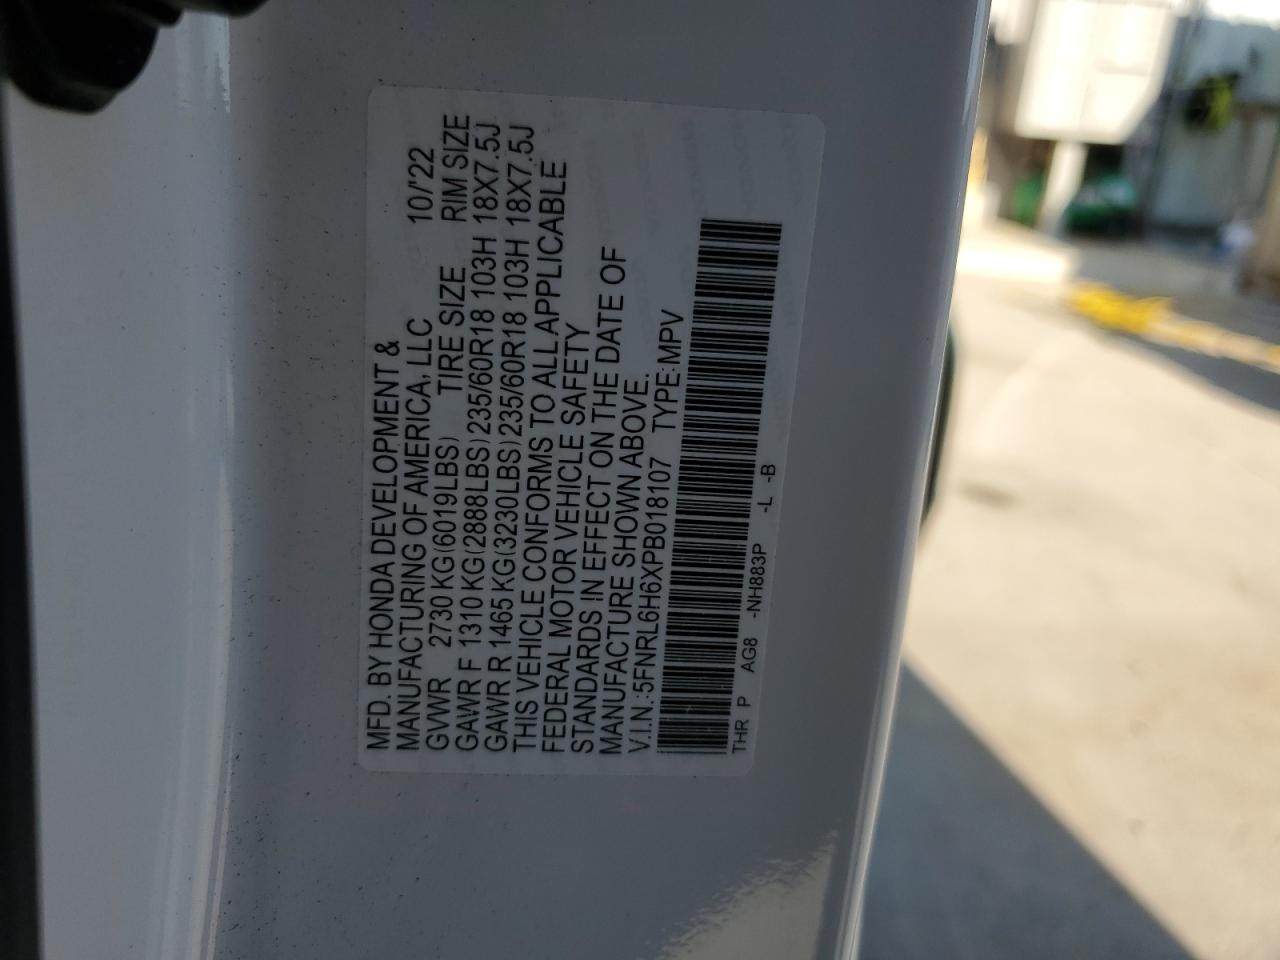 MFD. BY HONDA DEVELOPMENT &
MANUFACTURING OF AMERICA, LLC 10/'22
GVWR 2730 KG(6019LBS) TIRE SIZE RIM SIZE
GAWR F 1310 KG(2888LBS)235/60R18 103H 18X7.5J
GAWR R 1465 KG(3230LBS)235/60R18 103H 18X7.5J
THIS VEHICLE CONFORMS TO ALL APPLICABLE
FEDERAL MOTOR VEHICLE SAFETY
STANDARDS IN EFFECT ON THE DATE OF
MANUFACTURE SHOWN ABOVE.
V.I.N.:5FNRL6H6XPB018107 TYPE:MPV
THR P AG8 -NH883P -L -B